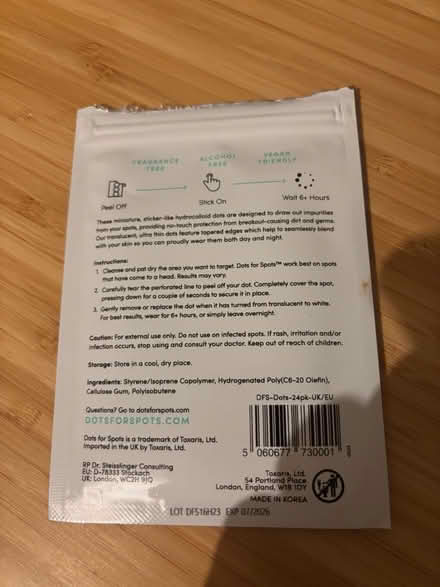 FRAGRANCE FREE
ALCOHOL FREE
VEGAN FRIENDLY
Peel Off
Stick On
Wait 6+ Hours
These miniature, sticker-like hydrocolloid dots are designed to draw out impurities
from your spots, providing no-touch protection from breakout-causing dirt and germs.
Our translucent, ultra thin dots feature tapered edges which help to seamlessly blend
with your skin so you can proudly wear them both day and night.
Instructions:
1. Cleanse and pat dry the area you want to target. Dots for Spots™ work best on spots
that have come to a head. Results may vary.
2. Carefully tear the perforated line to peel off your dot. Completely cover the spot,
pressing down for a couple of seconds to secure it in place.
3. Gently remove or replace the dot when it has turned from translucent to white.
For best results, wear for 6+ hours, or simply leave overnight.
Caution: For external use only. Do not use on infected spots. If rash, irritation and/or
infection occurs, stop using and consult your doctor. Keep out of reach of children.
Storage: Store in a cool, dry place.
Ingredients: Styrene/Isoprene Copolymer, Hydrogenated Poly(C6-20 Olefin),
Cellulose Gum, Polyisobutene
Questions? Go to dotsforspots.com
DOTSFORSPOTS.COM
DFS-Dots-24pk-UK/EU
Dots for Spots is a trademark of Toxaris, Ltd.
Imported in the UK by Toxaris, Ltd.
5 060677 730001
RP Dr. Steisslinger Consulting
EU: D-78333 Stockach
UK: London, WC2H 9JQ
Toxaris, Ltd.
54 Portland Place
London, England, W1B 1DY
MADE IN KOREA
LOT DFS16H23 EXP 07/2026